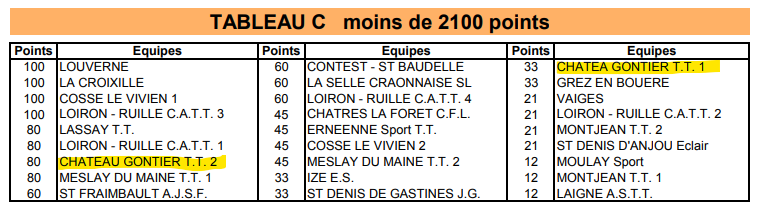 TABLEAU C moins de 2100 points
Points Equipes Points Equipes Points Equipes
100 LOUVERNE 60 CONTEST - ST BAUDELLE 33 CHATEA GONTIER T.T. 1
100 LA CROIXILLE 60 LA SELLE CRAONNAISE SL 33 GREZ EN BOUERE
100 COSSE LE VIVIEN 1 60 LOIRON - RUILLE C.A.T.T. 4 21 VAIGES
100 LOIRON - RUILLE C.A.T.T. 3 45 CHATRES LA FORET C.F.L. 21 LOIRON - RUILLE C.A.T.T. 2
80 LASSAY T.T. 45 ERNEENNE Sport T.T. 21 MONTJEAN T.T. 2
80 LOIRON - RUILLE C.A.T.T. 1 45 COSSE LE VIVIEN 2 21 ST DENIS D'ANJOU Eclair
80 CHATEAU GONTIER T.T. 2 45 MESLAY DU MAINE T.T. 2 12 MOULAY Sport
80 MESLAY DU MAINE T.T. 1 33 IZE E.S. 12 MONTJEAN T.T. 1
60 ST FRAIMBAULT A.J.S.F. 33 ST DENIS DE GASTINES J.G. 12 LAIGNE A.S.T.T.